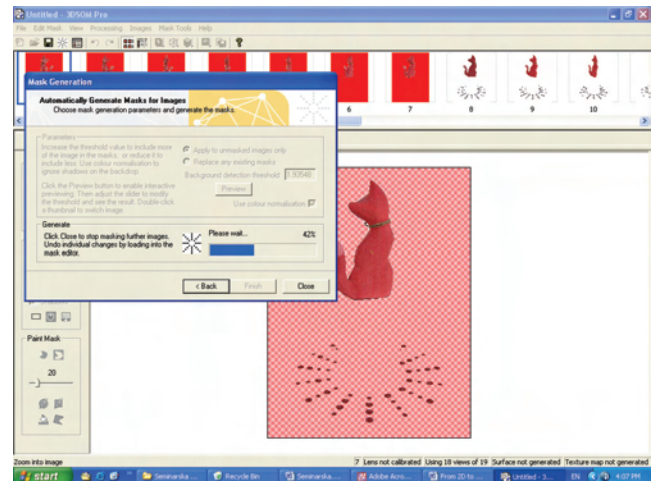 Untitled - 3DSOM Pro
File Edit Mask View Processing Images Mask Tools Help
6 7 8 9 10
Mask Generation
Automatically Generate Masks for Images
Choose mask generation parameters and generate the masks.
Parameters
Increase the threshold value to include more
of the image in the masks, or reduce it to
include less. Use colour normalisation to
ignore shadows on the backdrop.
Click the Preview button to enable interactive
previewing. Then adjust the slider to modify
the threshold and see the result. Double-click
a thumbnail to switch image.
Apply to unmasked images only
Replace any existing masks
Background detection threshold 1.93548
Preview
Use colour normalisation
Generate
Click Close to stop masking further images.
Undo individual changes by loading into the
mask editor.
Please wait... 42%
< Back Finish Close
Paint Mask
20
Zoom into image
7 Lens not calibrated Using 18 views of 19 Surface not generated Texture map not generated
start Seminarska ... Recycle Bin Seminarska ... Adobe Acro... From 2D to ... Untitled - 3... EN 4:07 PM